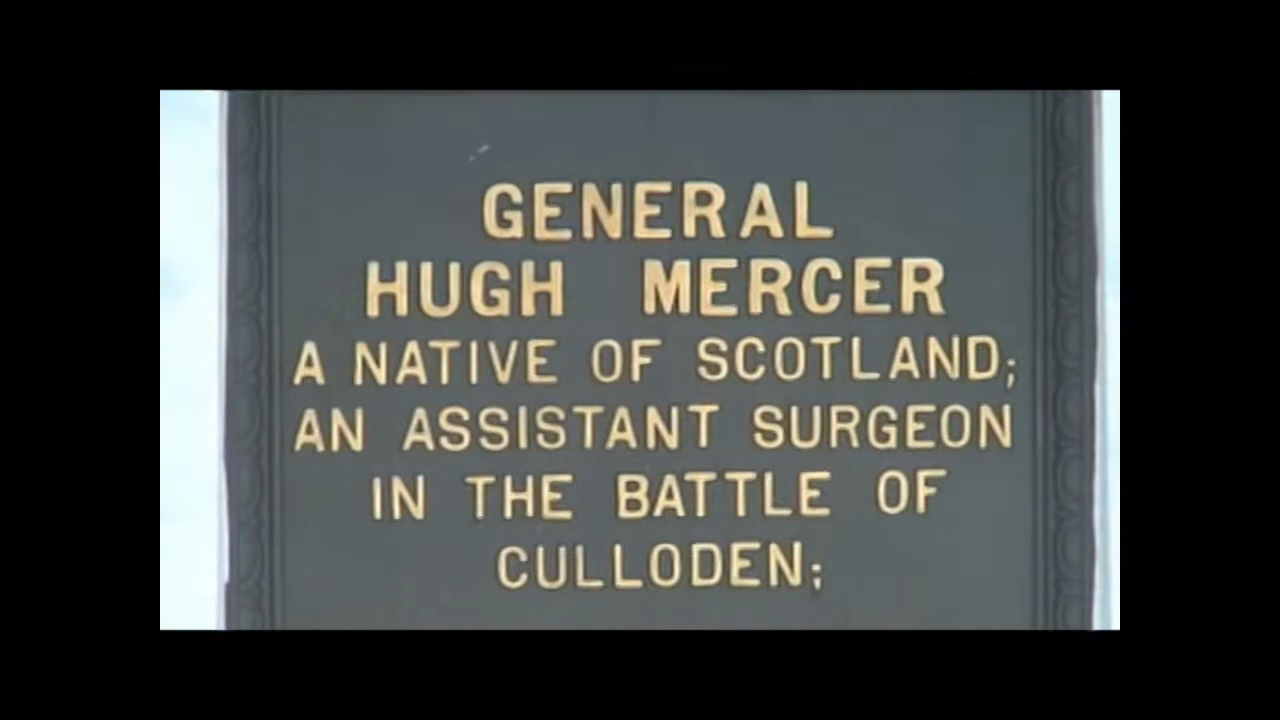 GENERAL
HUGH MERCER
A NATIVE OF SCOTLAND;
AN ASSISTANT SURGEON
IN THE BATTLE OF
CULLODEN;